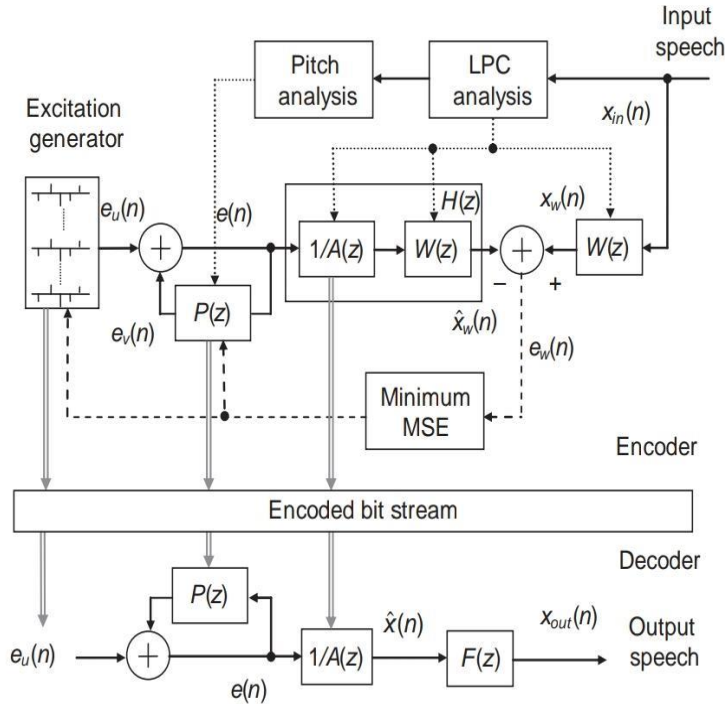 Input
speech
Pitch
analysis
LPC
analysis
x_in(n)
Excitation
generator
e_u(n)
e(n)
H(z)
x_w(n)
1/A(z)
W(z)
W(z)
P(z)
− +
e_v(n)
x̂_w(n)
e_w(n)
Minimum
MSE
Encoder
Encoded bit stream
Decoder
P(z)
x̂(n)
x_out(n)
Output
speech
e_u(n)
1/A(z)
F(z)
e(n)